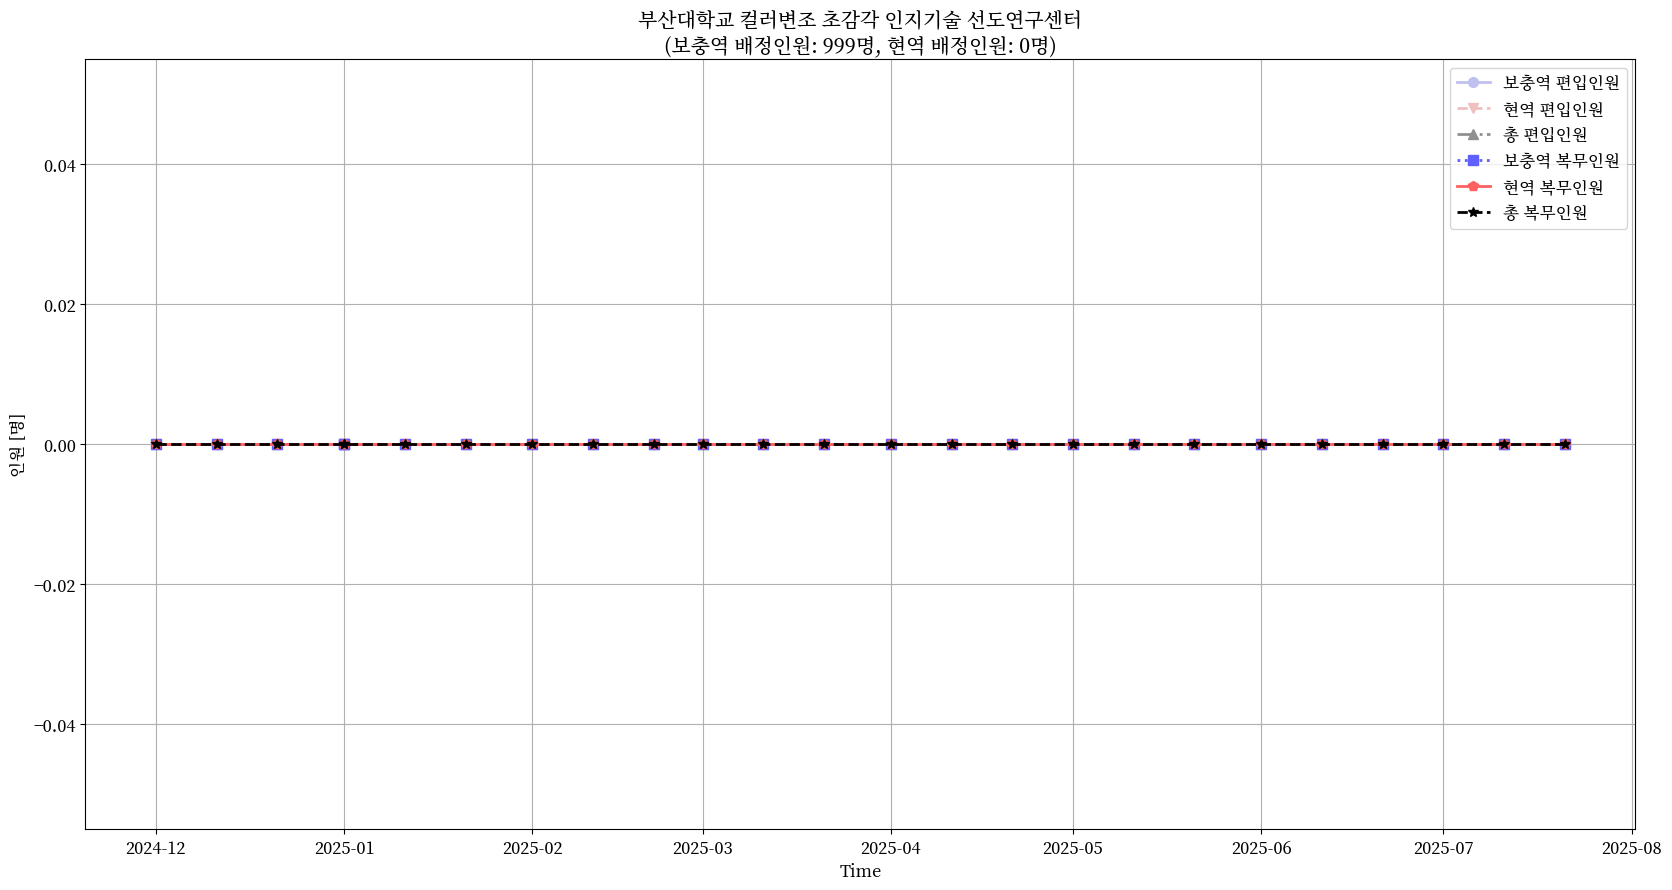 부산대학교 컬러변조 초감각 인지기술 선도연구센터
(보충역 배정인원: 999명, 현역 배정인원: 0명)
보충역 편입인원
현역 편입인원
총 편입인원
보충역 복무인원
현역 복무인원
총 복무인원
인원 [명]
0.04
0.02
0.00
−0.02
−0.04
2024-12
2025-01
2025-02
2025-03
2025-04
2025-05
2025-06
2025-07
2025-08
Time